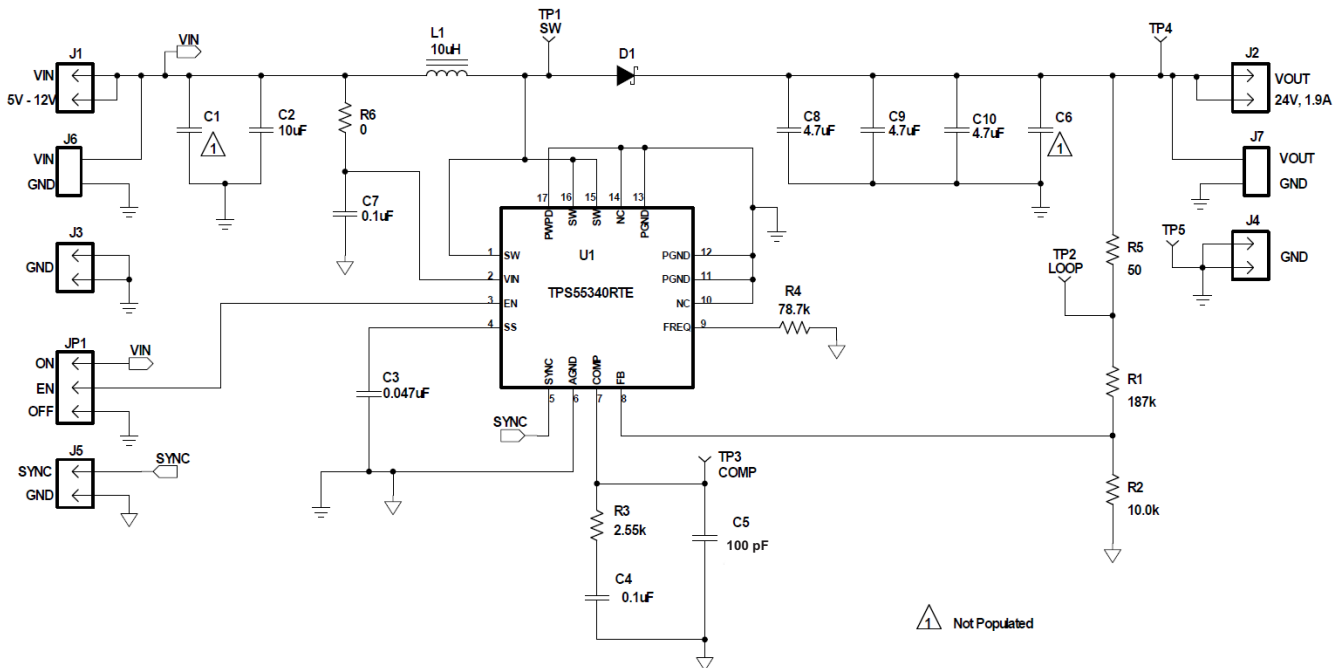 TP1
SW
TP4
VIN
L1
10uH
D1
J1
VIN
5V - 12V
J2
VOUT
24V, 1.9A
C1
1
C2
10uF
R6
0
C8
4.7uF
C9
4.7uF
C10
4.7uF
C6
1
J6
VIN
GND
J7
VOUT
GND
C7
0.1uF
17
16
15
14
13
PWPD
SW
SW
NC
PGND
U1
TPS55340RTE
1
SW
2
VIN
3
EN
4
SS
PGND
12
PGND
11
NC
10
FREQ
9
SYNC
AGND
COMP
FB
5
6
7
8
J3
GND
TP5
J4
GND
R5
50
TP2
LOOP
R4
78.7k
JP1
ON
EN
OFF
VIN
C3
0.047uF
R1
187k
SYNC
J5
SYNC
GND
SYNC
TP3
COMP
R2
10.0k
R3
2.55k
C5
100 pF
C4
0.1uF
1
Not Populated